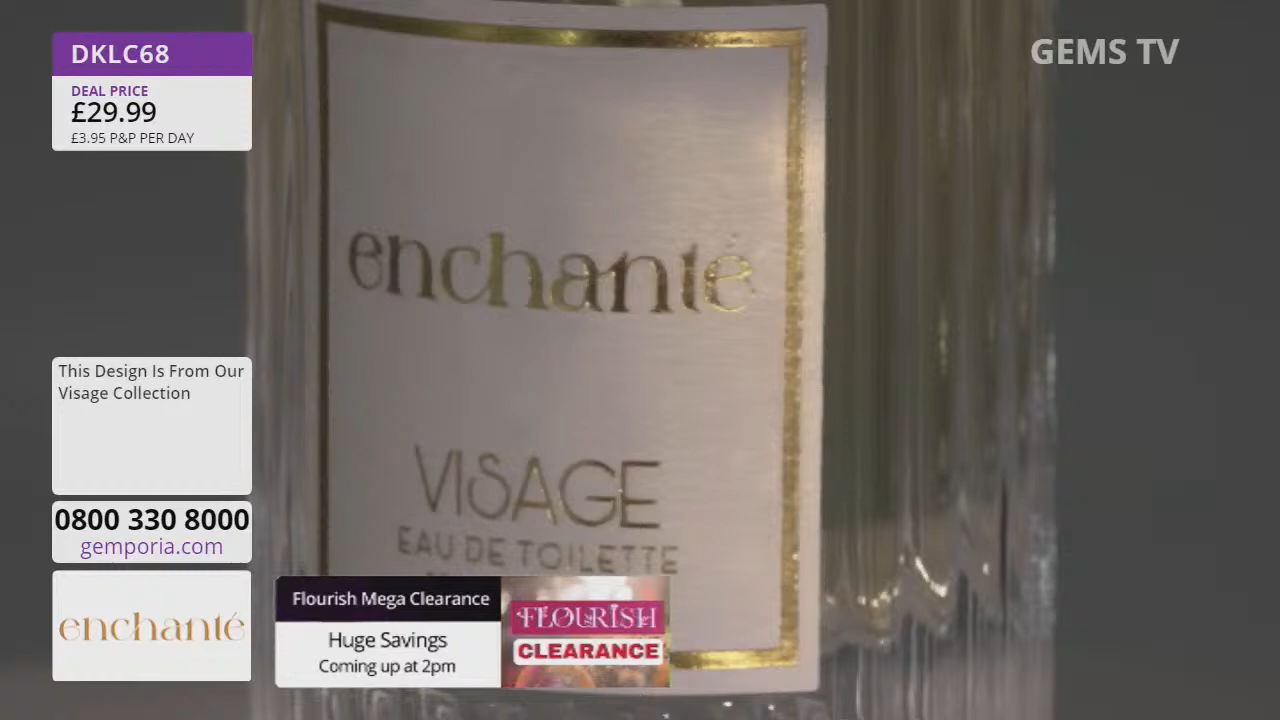 DKLC68
DEAL PRICE
£29.99
£3.95 P&P PER DAY
GEMS TV
enchanté
VISAGE
EAU DE TOILETTE
This Design Is From Our
Visage Collection
0800 330 8000
gemporia.com
enchanté
Flourish Mega Clearance
Huge Savings
Coming up at 2pm
FLOURISH
CLEARANCE